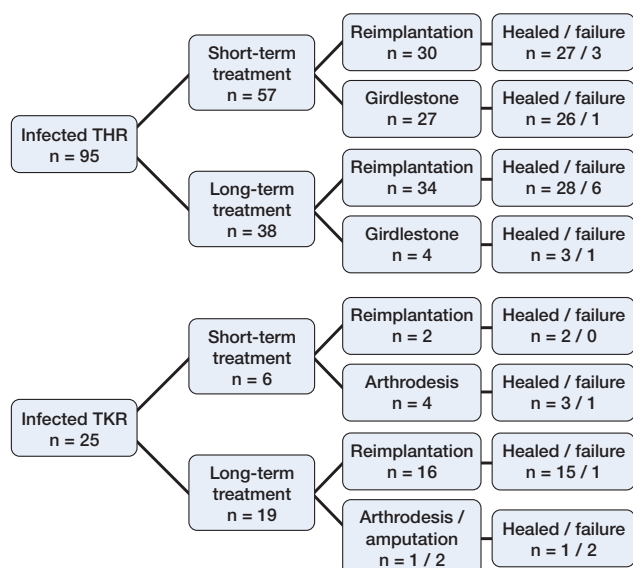 Infected THR
n = 95
Short-term
treatment
n = 57
Reimplantation
n = 30
Healed / failure
n = 27 / 3
Girdlestone
n = 27
Healed / failure
n = 26 / 1
Long-term
treatment
n = 38
Reimplantation
n = 34
Healed / failure
n = 28 / 6
Girdlestone
n = 4
Healed / failure
n = 3 / 1
Infected TKR
n = 25
Short-term
treatment
n = 6
Reimplantation
n = 2
Healed / failure
n = 2 / 0
Arthrodesis
n = 4
Healed / failure
n = 3 / 1
Long-term
treatment
n = 19
Reimplantation
n = 16
Healed / failure
n = 15 / 1
Arthrodesis /
amputation
n = 1 / 2
Healed / failure
n = 1 / 2